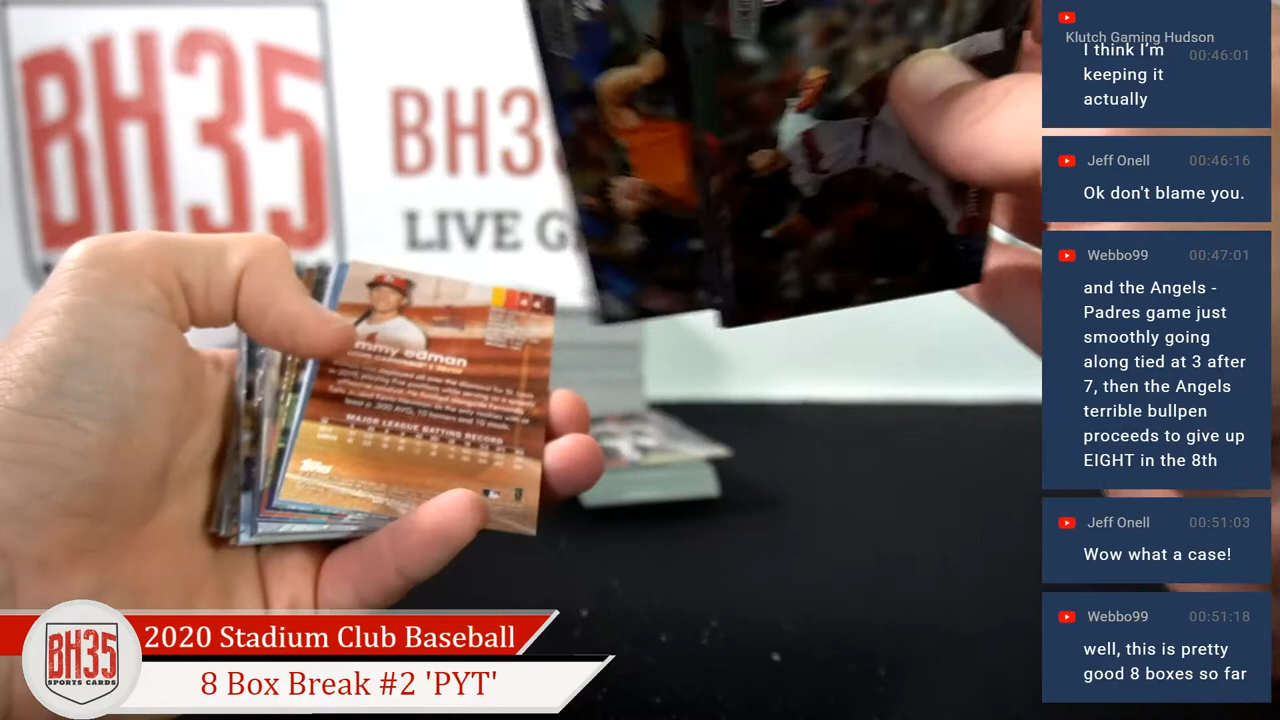 BH35
BH3
LIVE G
mmy edman
MAJOR LEAGUE BATTING RECORD
Topps
BH35
SPORTS CARDS
2020 Stadium Club Baseball
8 Box Break #2 'PYT'
Klutch Gaming Hudson
00:46:01
I think I'm
keeping it
actually
Jeff Onell 00:46:16
Ok don't blame you.
Webbo99 00:47:01
and the Angels -
Padres game just
smoothly going
along tied at 3 after
7, then the Angels
terrible bullpen
proceeds to give up
EIGHT in the 8th
Jeff Onell 00:51:03
Wow what a case!
Webbo99 00:51:18
well, this is pretty
good 8 boxes so far